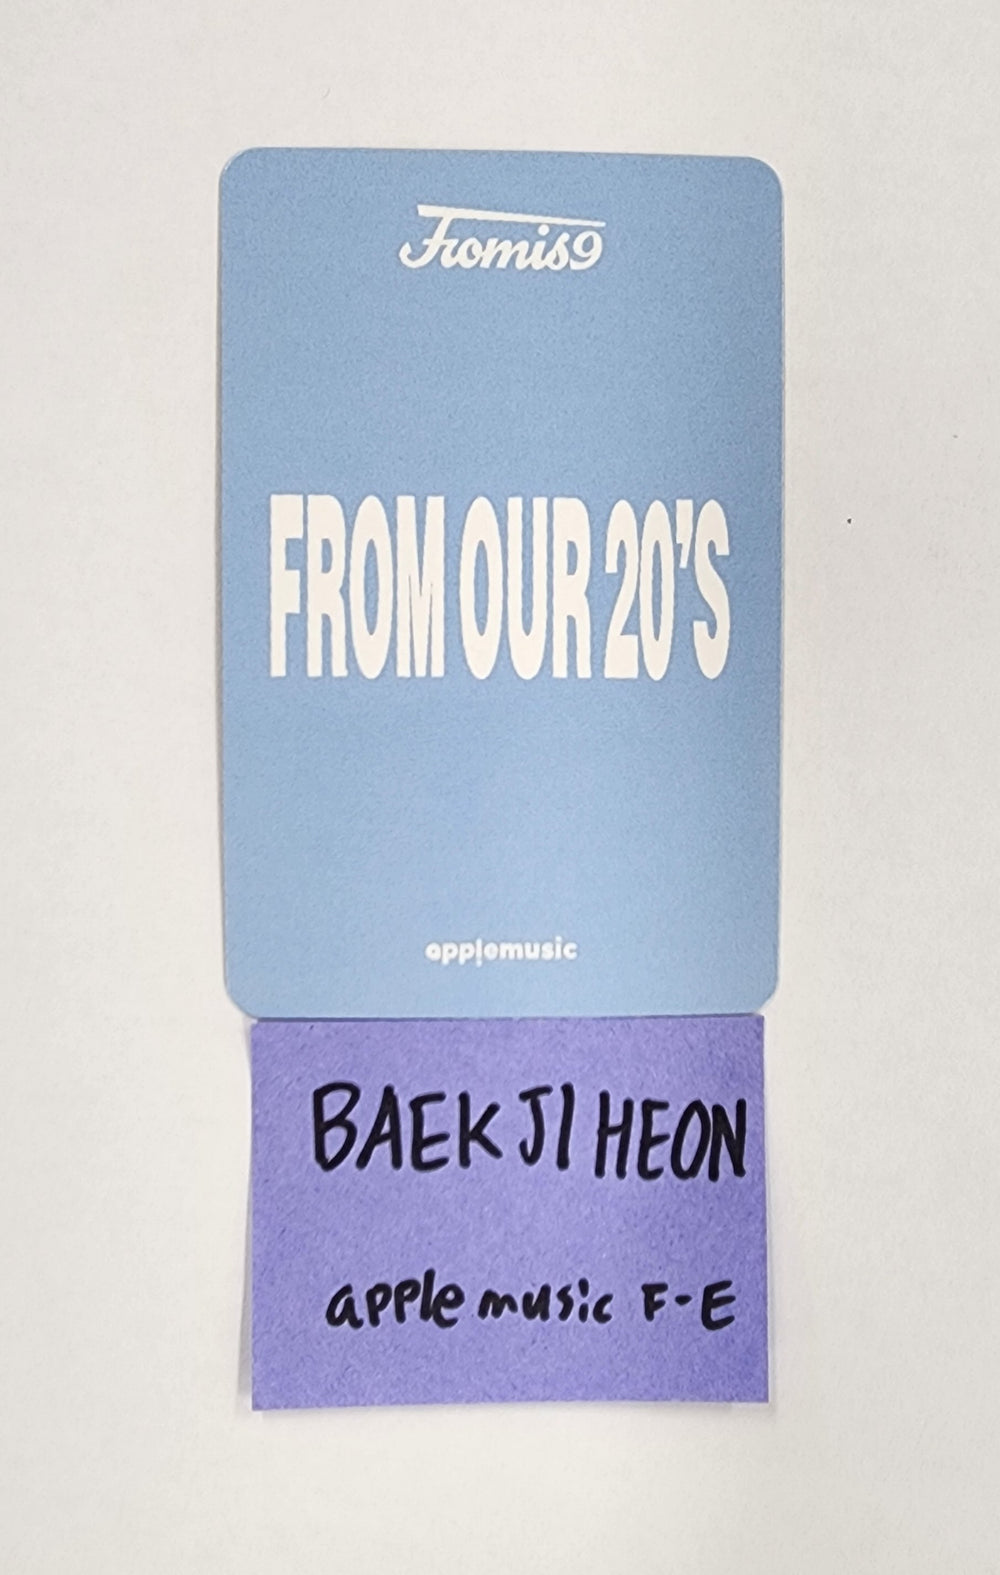 fromis9
FROM OUR 20'S
applemusic
BAEK JI HEON
apple music F-E